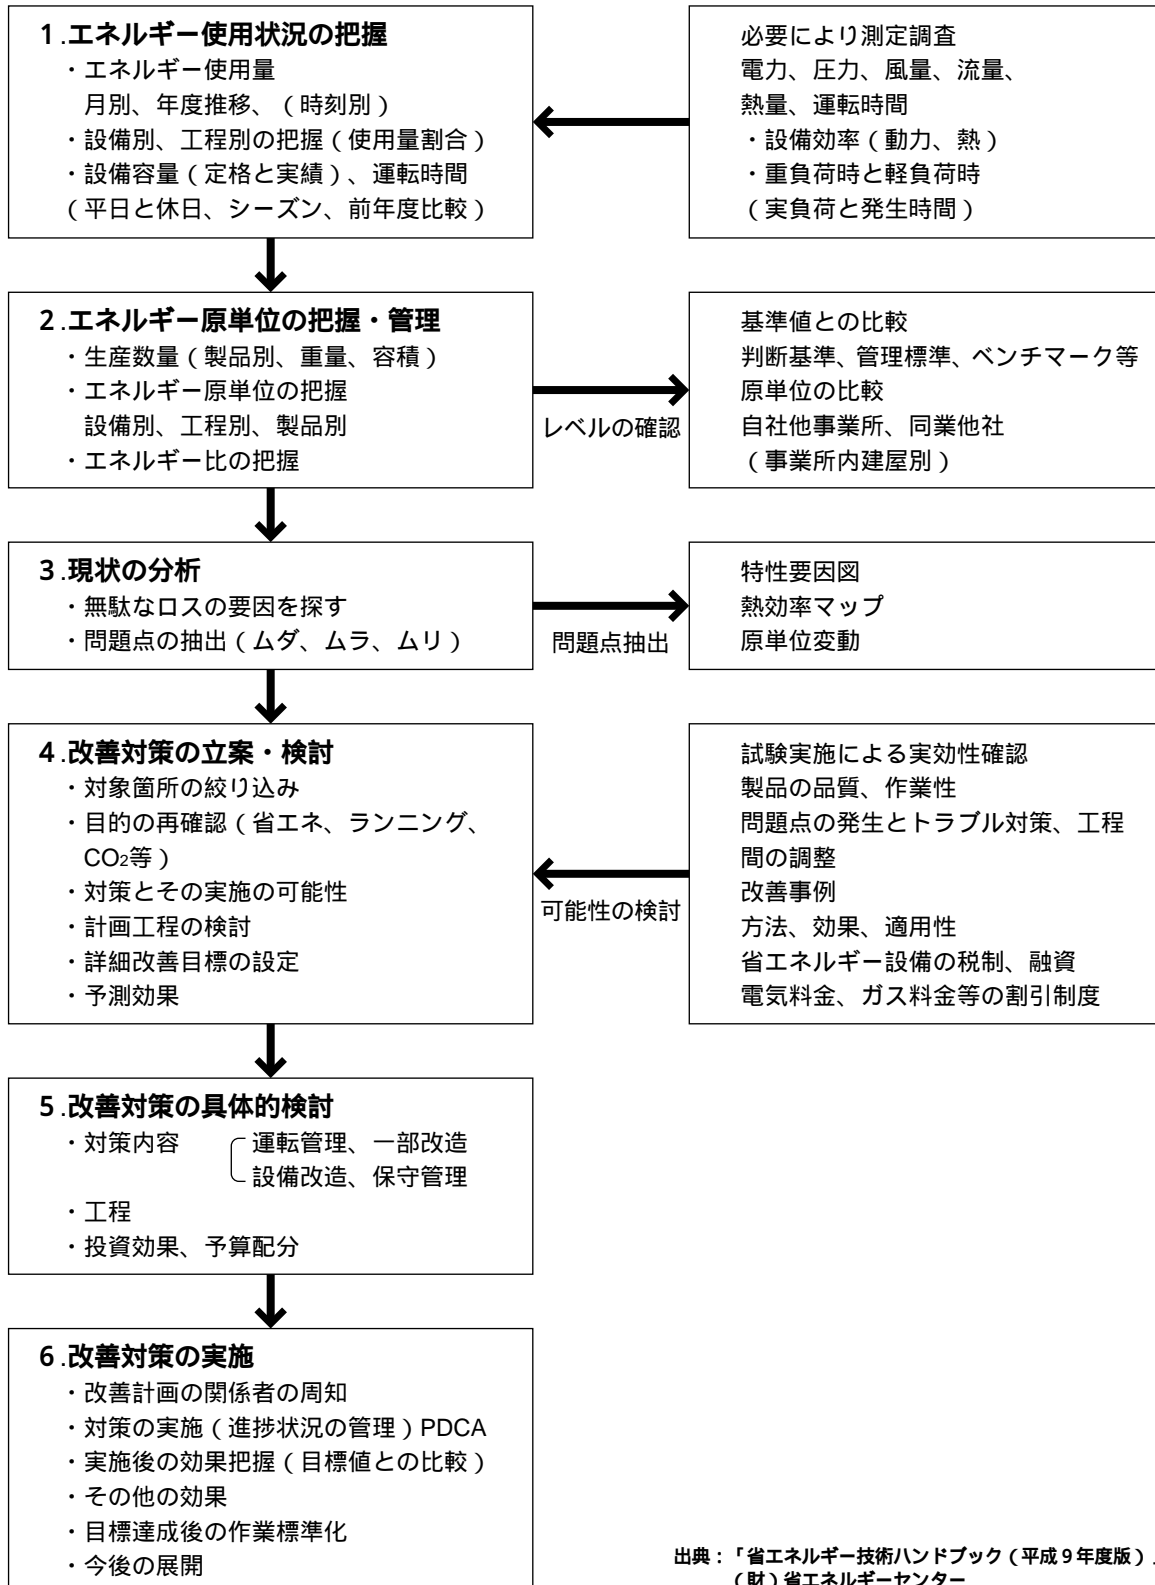 1.エネルギー使用状況の把握
・エネルギー使用量
月別、年度推移、(時刻別)
・設備別、工程別の把握(使用量割合)
・設備容量(定格と実績)、運転時間
(平日と休日、シーズン、前年度比較)
必要により測定調査
電力、圧力、風量、流量、
熱量、運転時間
・設備効率(動力、熱)
・重負荷時と軽負荷時
(実負荷と発生時間)
2.エネルギー原単位の把握・管理
・生産数量(製品別、重量、容積)
・エネルギー原単位の把握
設備別、工程別、製品別
・エネルギー比の把握
レベルの確認
基準値との比較
判断基準、管理標準、ベンチマーク等
原単位の比較
自社他事業所、同業他社
(事業所内建屋別)
3.現状の分析
・無駄なロスの要因を探す
・問題点の抽出(ムダ、ムラ、ムリ)
問題点抽出
特性要因図
熱効率マップ
原単位変動
4.改善対策の立案・検討
・対象箇所の絞り込み
・目的の再確認(省エネ、ランニング、
CO2等)
・対策とその実施の可能性
・計画工程の検討
・詳細改善目標の設定
・予測効果
可能性の検討
試験実施による実効性確認
製品の品質、作業性
問題点の発生とトラブル対策、工程
間の調整
改善事例
方法、効果、適用性
省エネルギー設備の税制、融資
電気料金、ガス料金等の割引制度
5.改善対策の具体的検討
・対策内容 運転管理、一部改造
設備改造、保守管理
・工程
・投資効果、予算配分
6.改善対策の実施
・改善計画の関係者の周知
・対策の実施(進捗状況の管理)PDCA
・実施後の効果把握(目標値との比較)
・その他の効果
・目標達成後の作業標準化
・今後の展開
出典:「省エネルギー技術ハンドブック(平成9年度版)」
(財)省エネルギーセンター